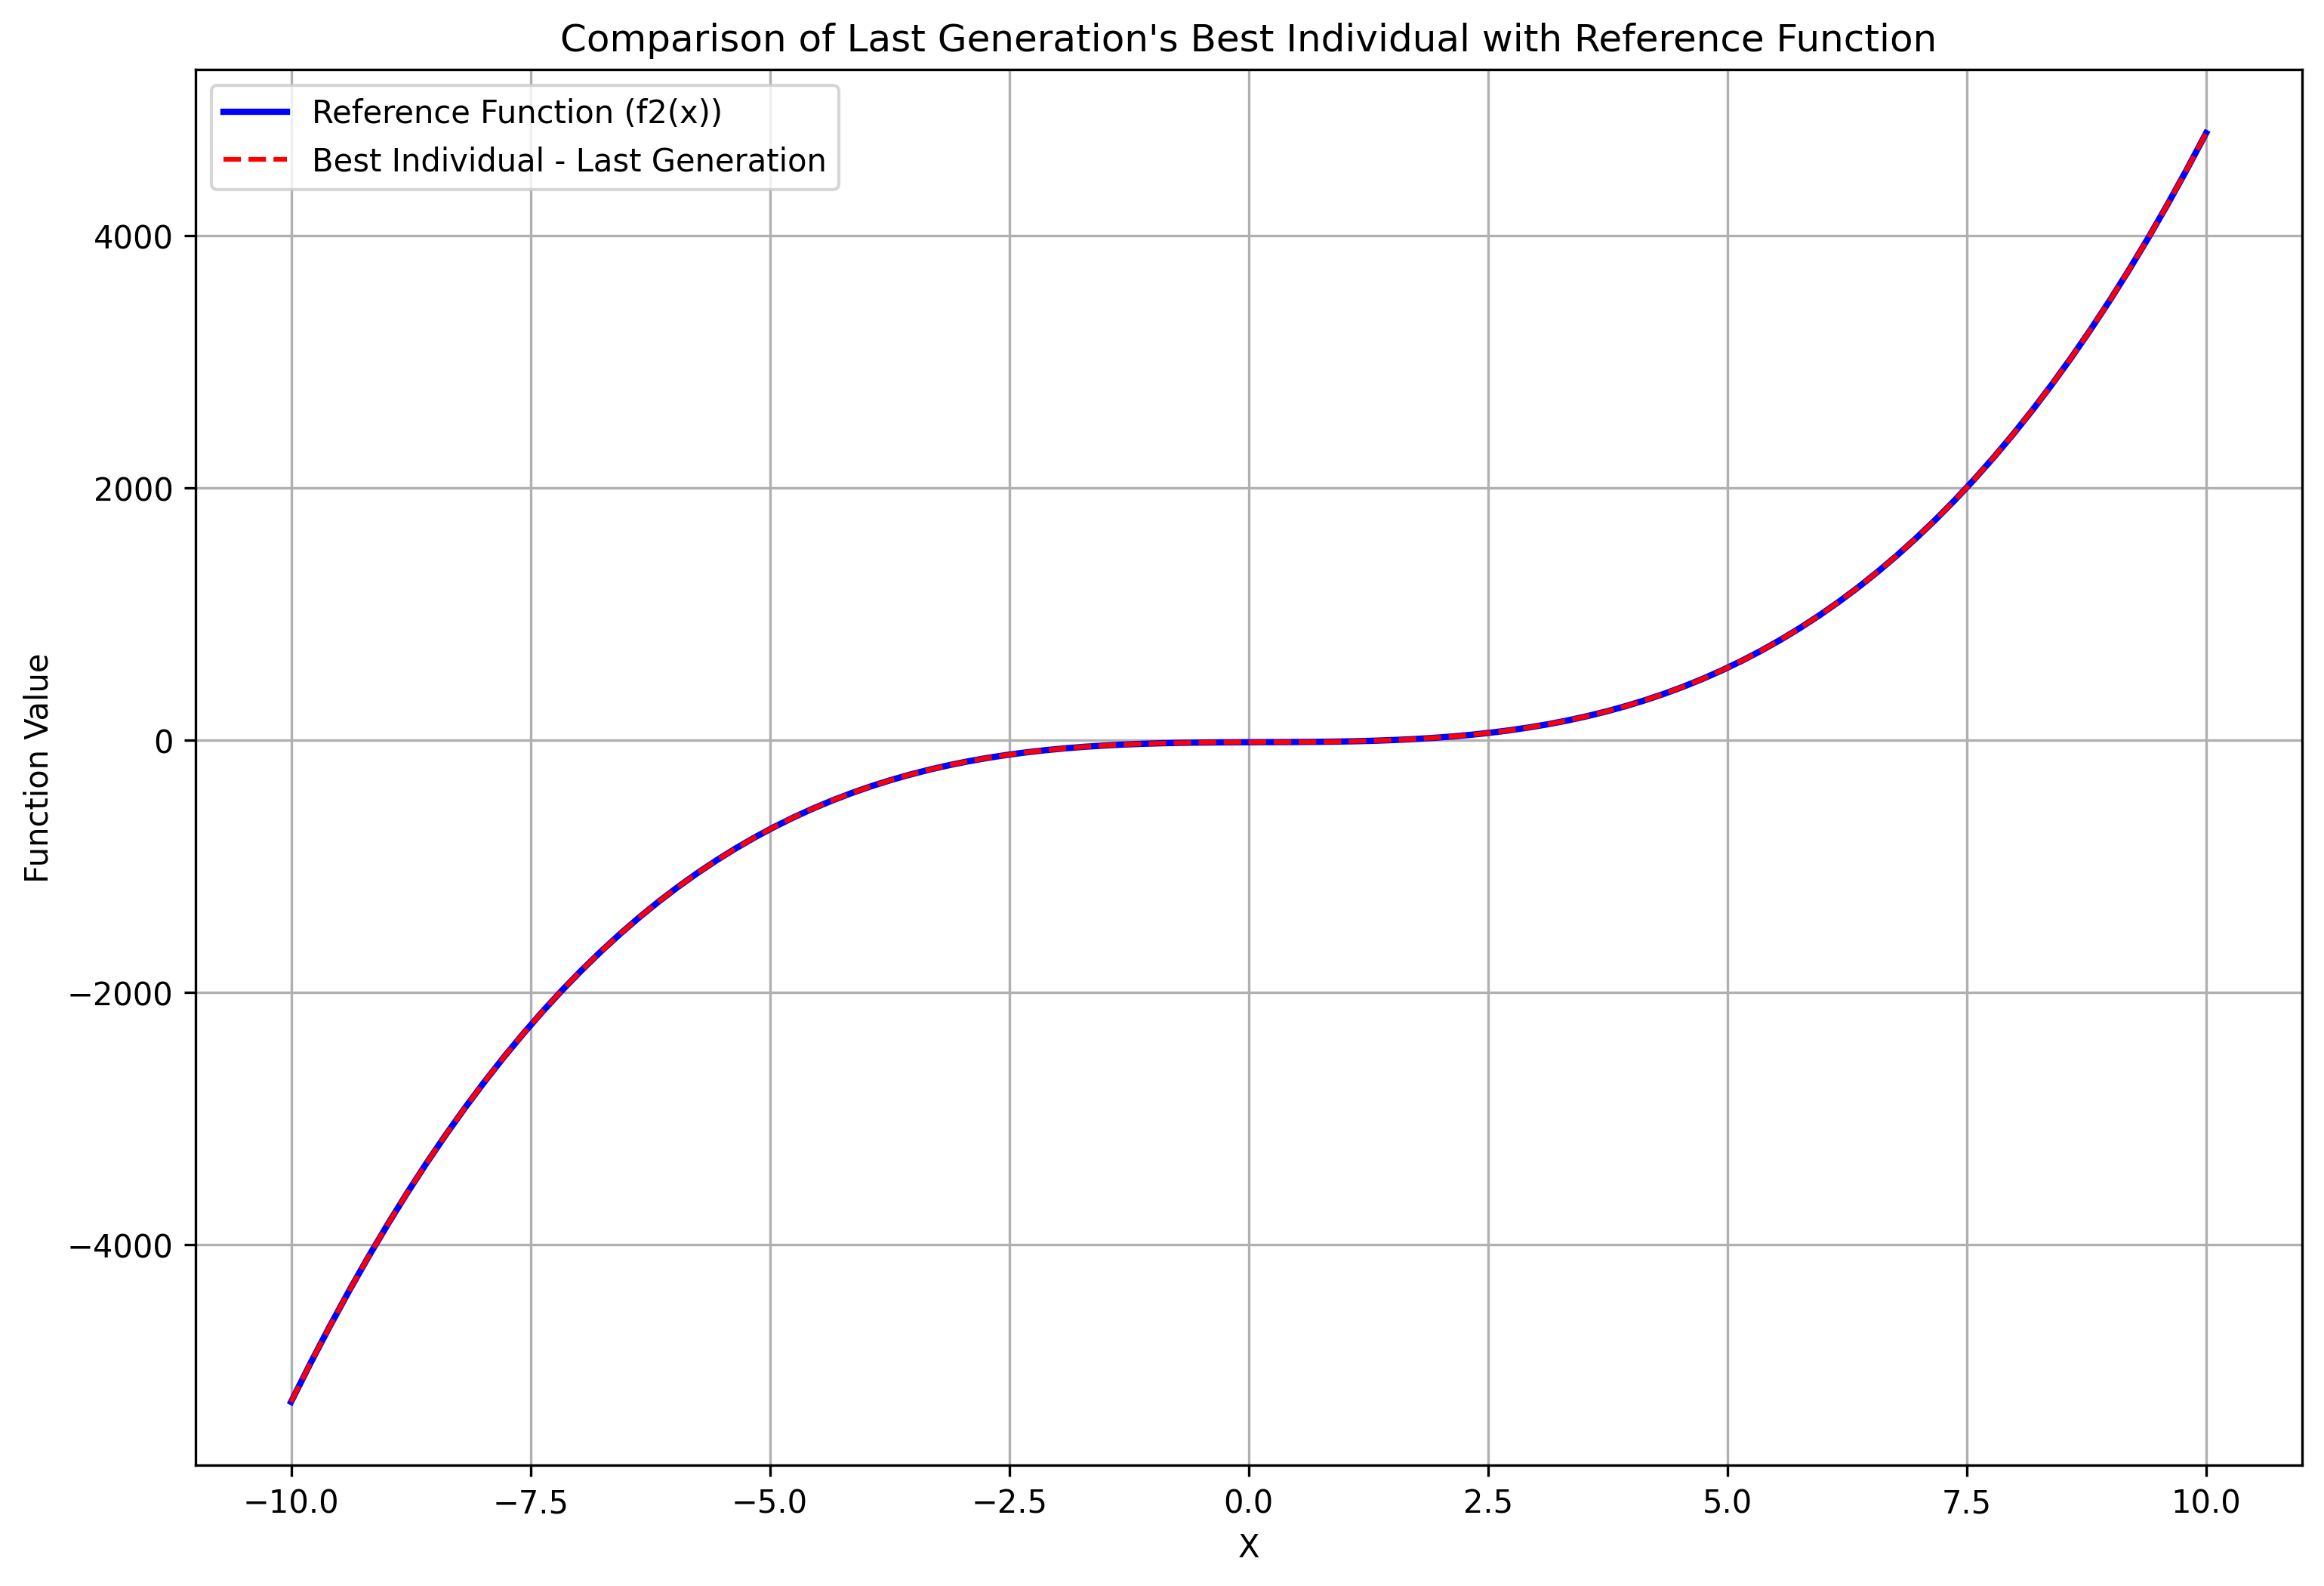 Comparison of Last Generation's Best Individual with Reference Function
Reference Function (f2(x))
Best Individual - Last Generation
Function Value
4000
2000
0
−2000
−4000
−10.0
−7.5
−5.0
−2.5
0.0
2.5
5.0
7.5
10.0
X